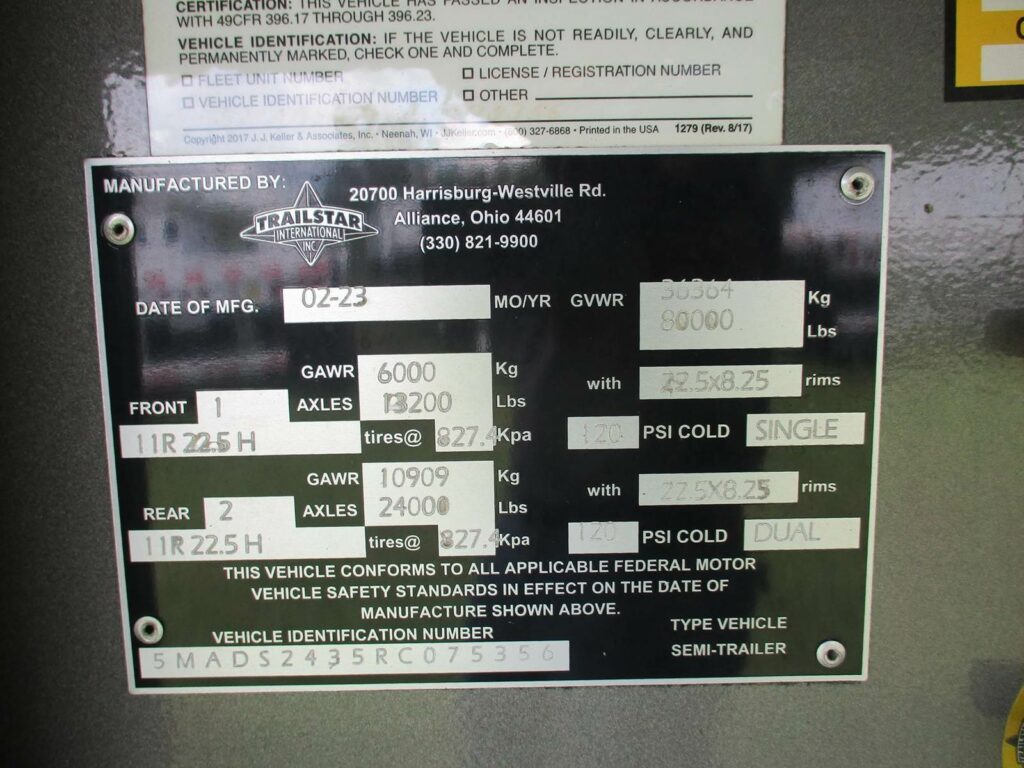 CERTIFICATION: THIS VEHICLE HAS PASSED AN INSPECTION IN ACCORDANCE
WITH 49CFR 396.17 THROUGH 396.23.
VEHICLE IDENTIFICATION: IF THE VEHICLE IS NOT READILY, CLEARLY, AND
PERMANENTLY MARKED, CHECK ONE AND COMPLETE.
FLEET UNIT NUMBER
LICENSE / REGISTRATION NUMBER
VEHICLE IDENTIFICATION NUMBER
OTHER
Copyright 2017 J. J. Keller & Associates, Inc. • Neenah, WI • JJKeller.com • (800) 327-6868 • Printed in the USA 1279 (Rev. 8/17)
MANUFACTURED BY:
TRAILSTAR
INTERNATIONAL
INC
20700 Harrisburg-Westville Rd.
Alliance, Ohio 44601
(330) 821-9900
DATE OF MFG. 02-23 MO/YR
GVWR 36364 Kg
80000 Lbs
GAWR 6000 Kg
FRONT 1 AXLES 13200 Lbs
with 22.5x8.25 rims
11R 22.5 H tires@ 827.4 Kpa
120 PSI COLD SINGLE
GAWR 10909 Kg
REAR 2 AXLES 24000 Lbs
with 22.5X8.25 rims
11R 22.5 H tires@ 827.4 Kpa
120 PSI COLD DUAL
THIS VEHICLE CONFORMS TO ALL APPLICABLE FEDERAL MOTOR
VEHICLE SAFETY STANDARDS IN EFFECT ON THE DATE OF
MANUFACTURE SHOWN ABOVE.
VEHICLE IDENTIFICATION NUMBER
5MADS2435RC075356
TYPE VEHICLE
SEMI-TRAILER